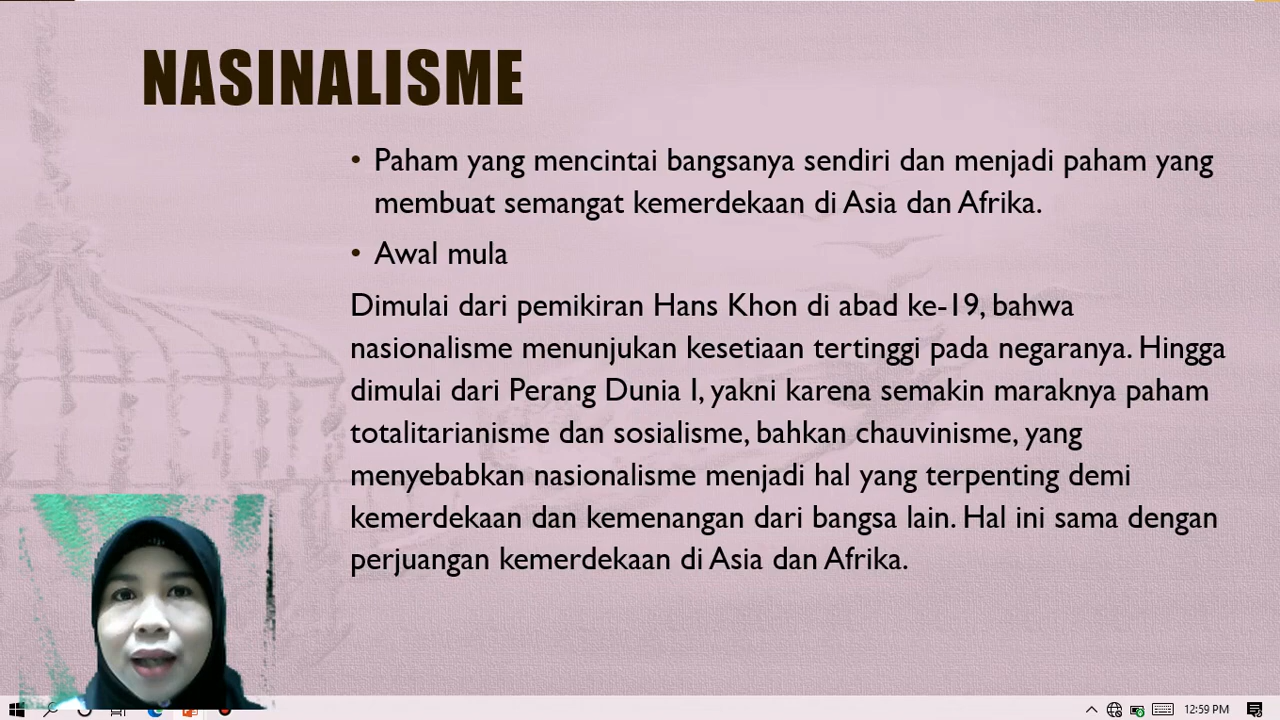 NASINALISME
• Paham yang mencintai bangsanya sendiri dan menjadi paham yang
membuat semangat kemerdekaan di Asia dan Afrika.
• Awal mula
Dimulai dari pemikiran Hans Khon di abad ke-19, bahwa
nasionalisme menunjukan kesetiaan tertinggi pada negaranya. Hingga
dimulai dari Perang Dunia I, yakni karena semakin maraknya paham
totalitarianisme dan sosialisme, bahkan chauvinisme, yang
menyebabkan nasionalisme menjadi hal yang terpenting demi
kemerdekaan dan kemenangan dari bangsa lain. Hal ini sama dengan
perjuangan kemerdekaan di Asia dan Afrika.
12:59 PM